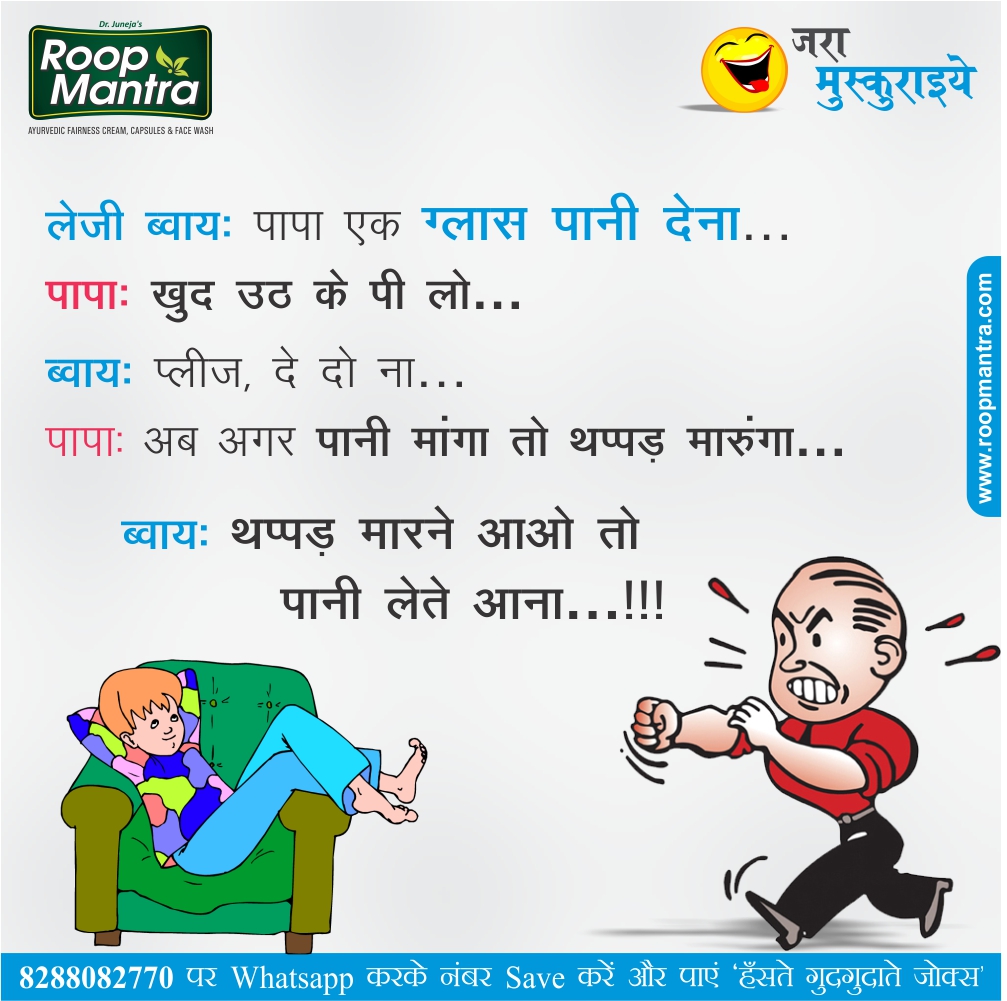 Dr. Juneja's
Roop
Mantra
AYURVEDIC FAIRNESS CREAM, CAPSULES & FACE WASH
जरा
मुस्कुराइये
लेजी ब्वायः पापा एक ग्लास पानी देना...
पापाः खुद उठ के पी लो...
ब्वायः प्लीज, दे दो ना...
पापाः अब अगर पानी मांगा तो थप्पड़ मारुंगा...
ब्वायः थप्पड़ मारने आओ तो
पानी लेते आना...!!!
www.roopmantra.com
8288082770 पर Whatsapp करके नंबर Save करें और पाएं ‘हँसते गुदगुदाते जोक्स’